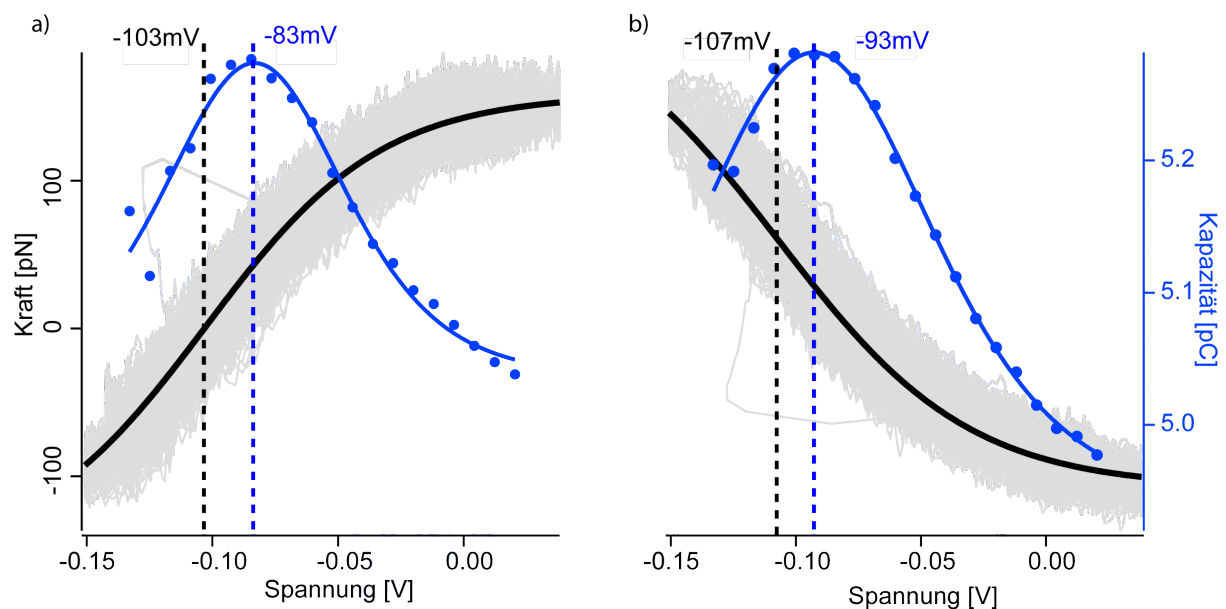 a)
-103mV
-83mV
Kraft [pN]
100
0
-100
-0.15
-0.10
-0.05
0.00
Spannung [V]
b)
-107mV
-93mV
5.2
5.10
5.0
Kapazität [pC]
-0.15
-0.10
-0.05
0.00
Spannung [V]